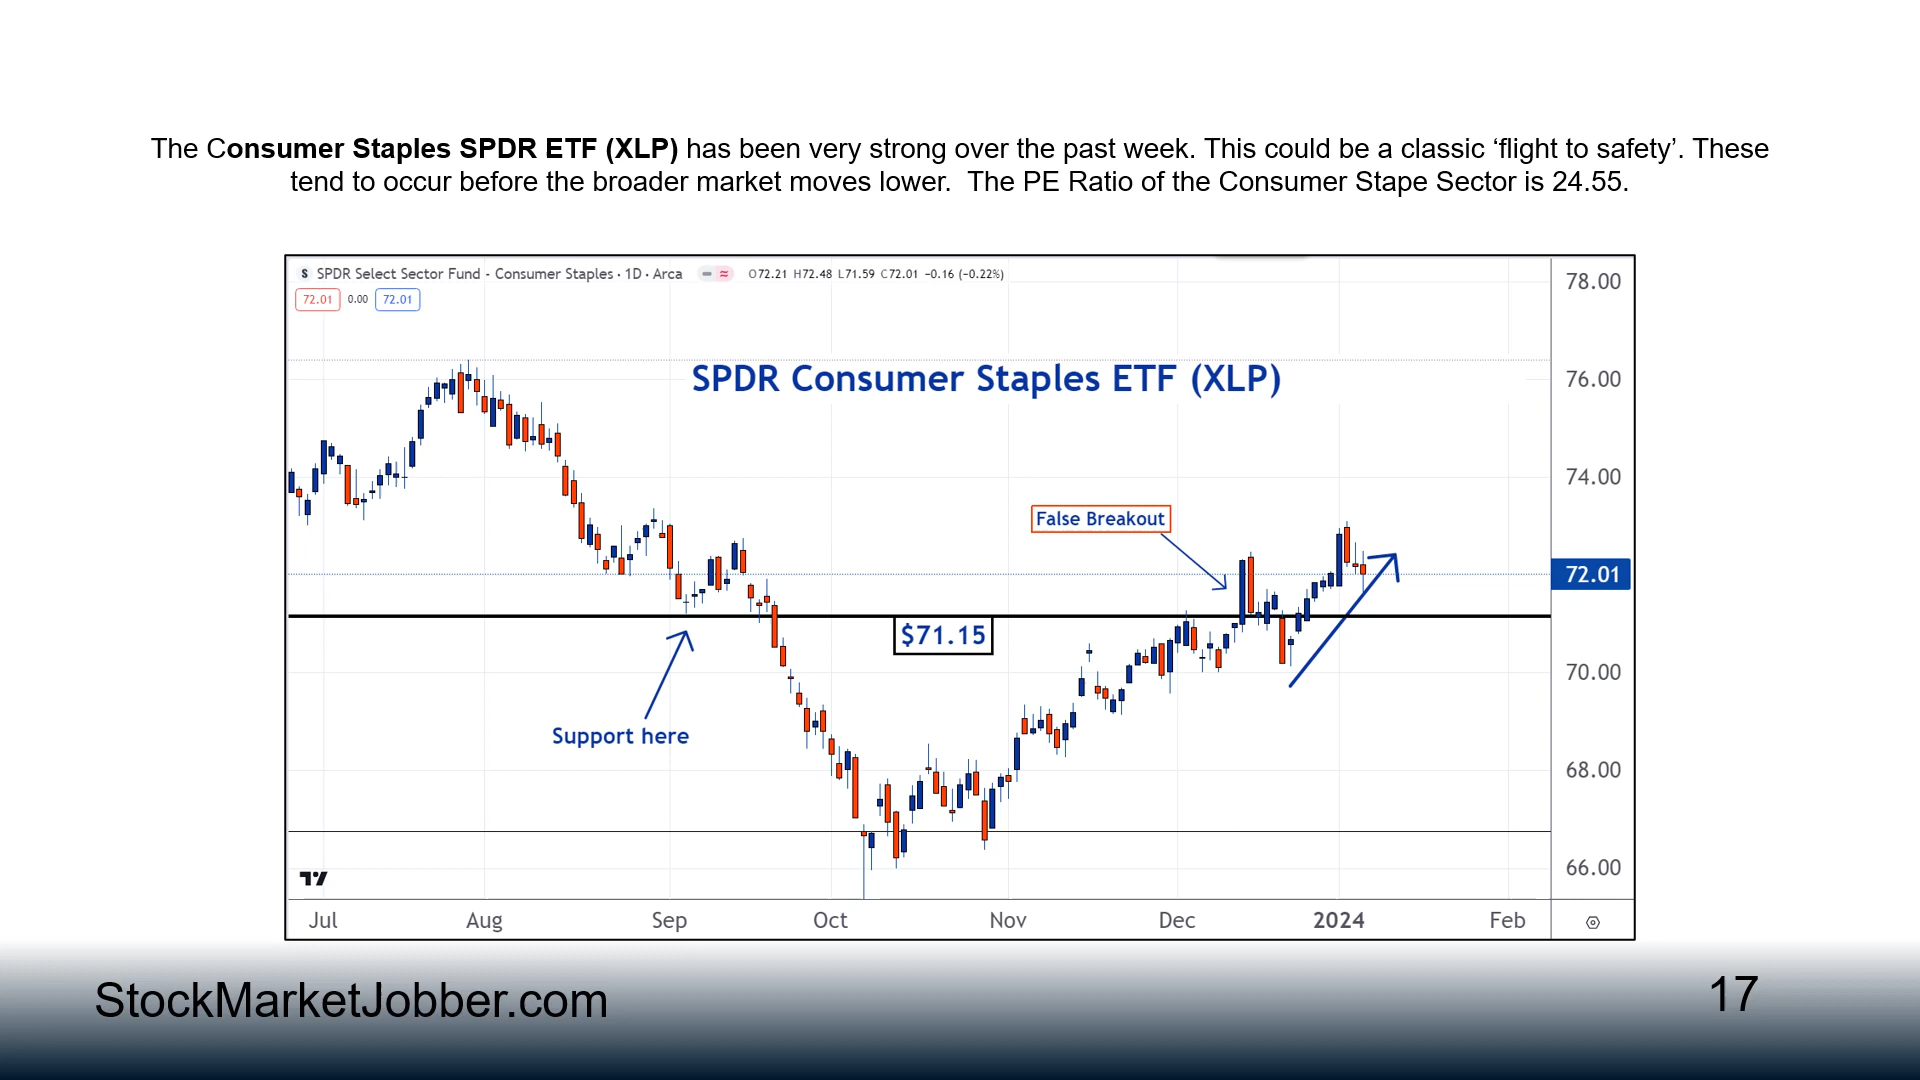 The Consumer Staples SPDR ETF (XLP) has been very strong over the past week. This could be a classic ‘flight to safety’. These
tend to occur before the broader market moves lower.  The PE Ratio of the Consumer Stape Sector is 24.55.
S SPDR Select Sector Fund - Consumer Staples · 1D · Arca O72.21 H72.48 L71.59 C72.01 −0.16 (−0.22%)
72.01 0.00 72.01
78.00
SPDR Consumer Staples ETF (XLP)
76.00
74.00
False Breakout
72.01
$71.15
70.00
Support here
68.00
66.00
Jul Aug Sep Oct Nov Dec 2024 Feb
StockMarketJobber.com
17